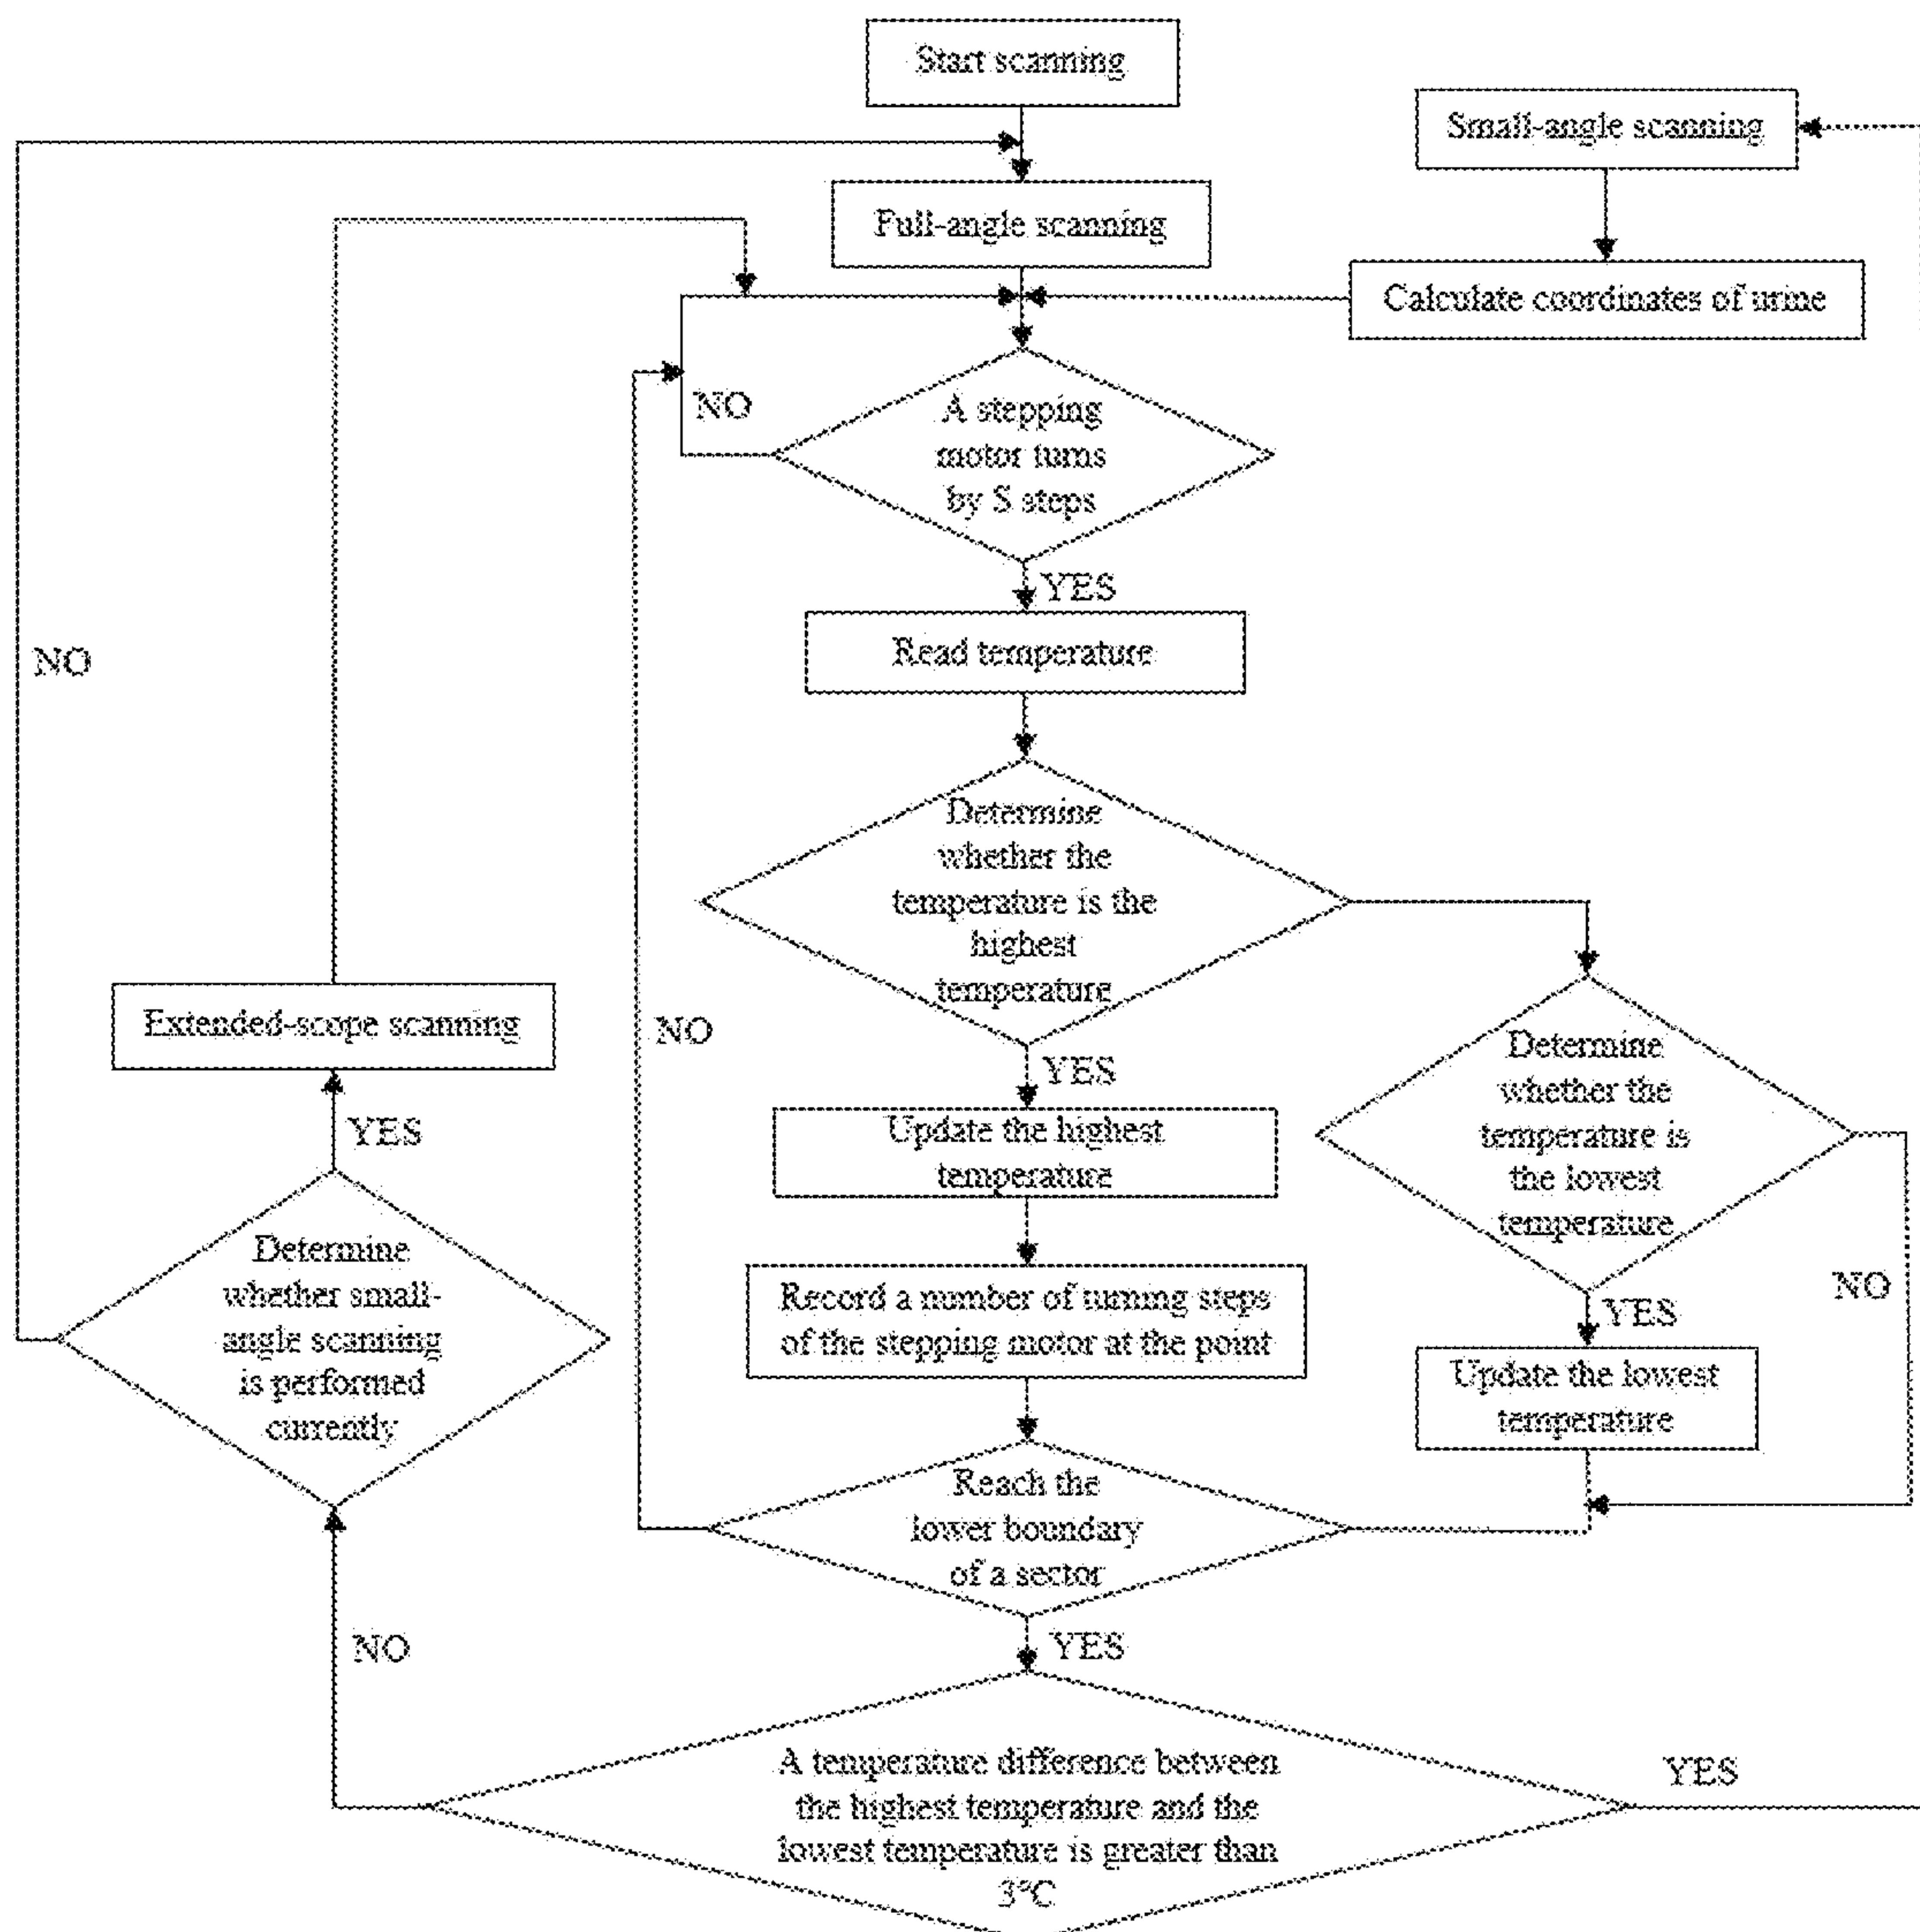 Start scanning
Small-angle scanning
Full-angle scanning
Calculate coordinates of urine
NO
A stepping
motor turns
by S steps
YES
Read temperature
NO
Determine
whether the
temperature is the
highest
temperature
Extended-scope scanning
NO
Determine
whether the
temperature is
the lowest
temperature
YES
YES
Update the highest
temperature
Determine
whether small-
angle scanning
is performed
currently
Record a number of turning steps
of the stepping motor at the point
NO
YES
Update the lowest
temperature
Reach the
lower boundary
of a sector
NO
YES
A temperature difference between
the highest temperature and the
lowest temperature is greater than
3°C
YES